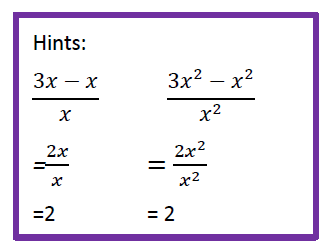 Hints:
(3x − x)/x    (3x² − x²)/x²
=2x/x    = 2x²/x²
=2    = 2